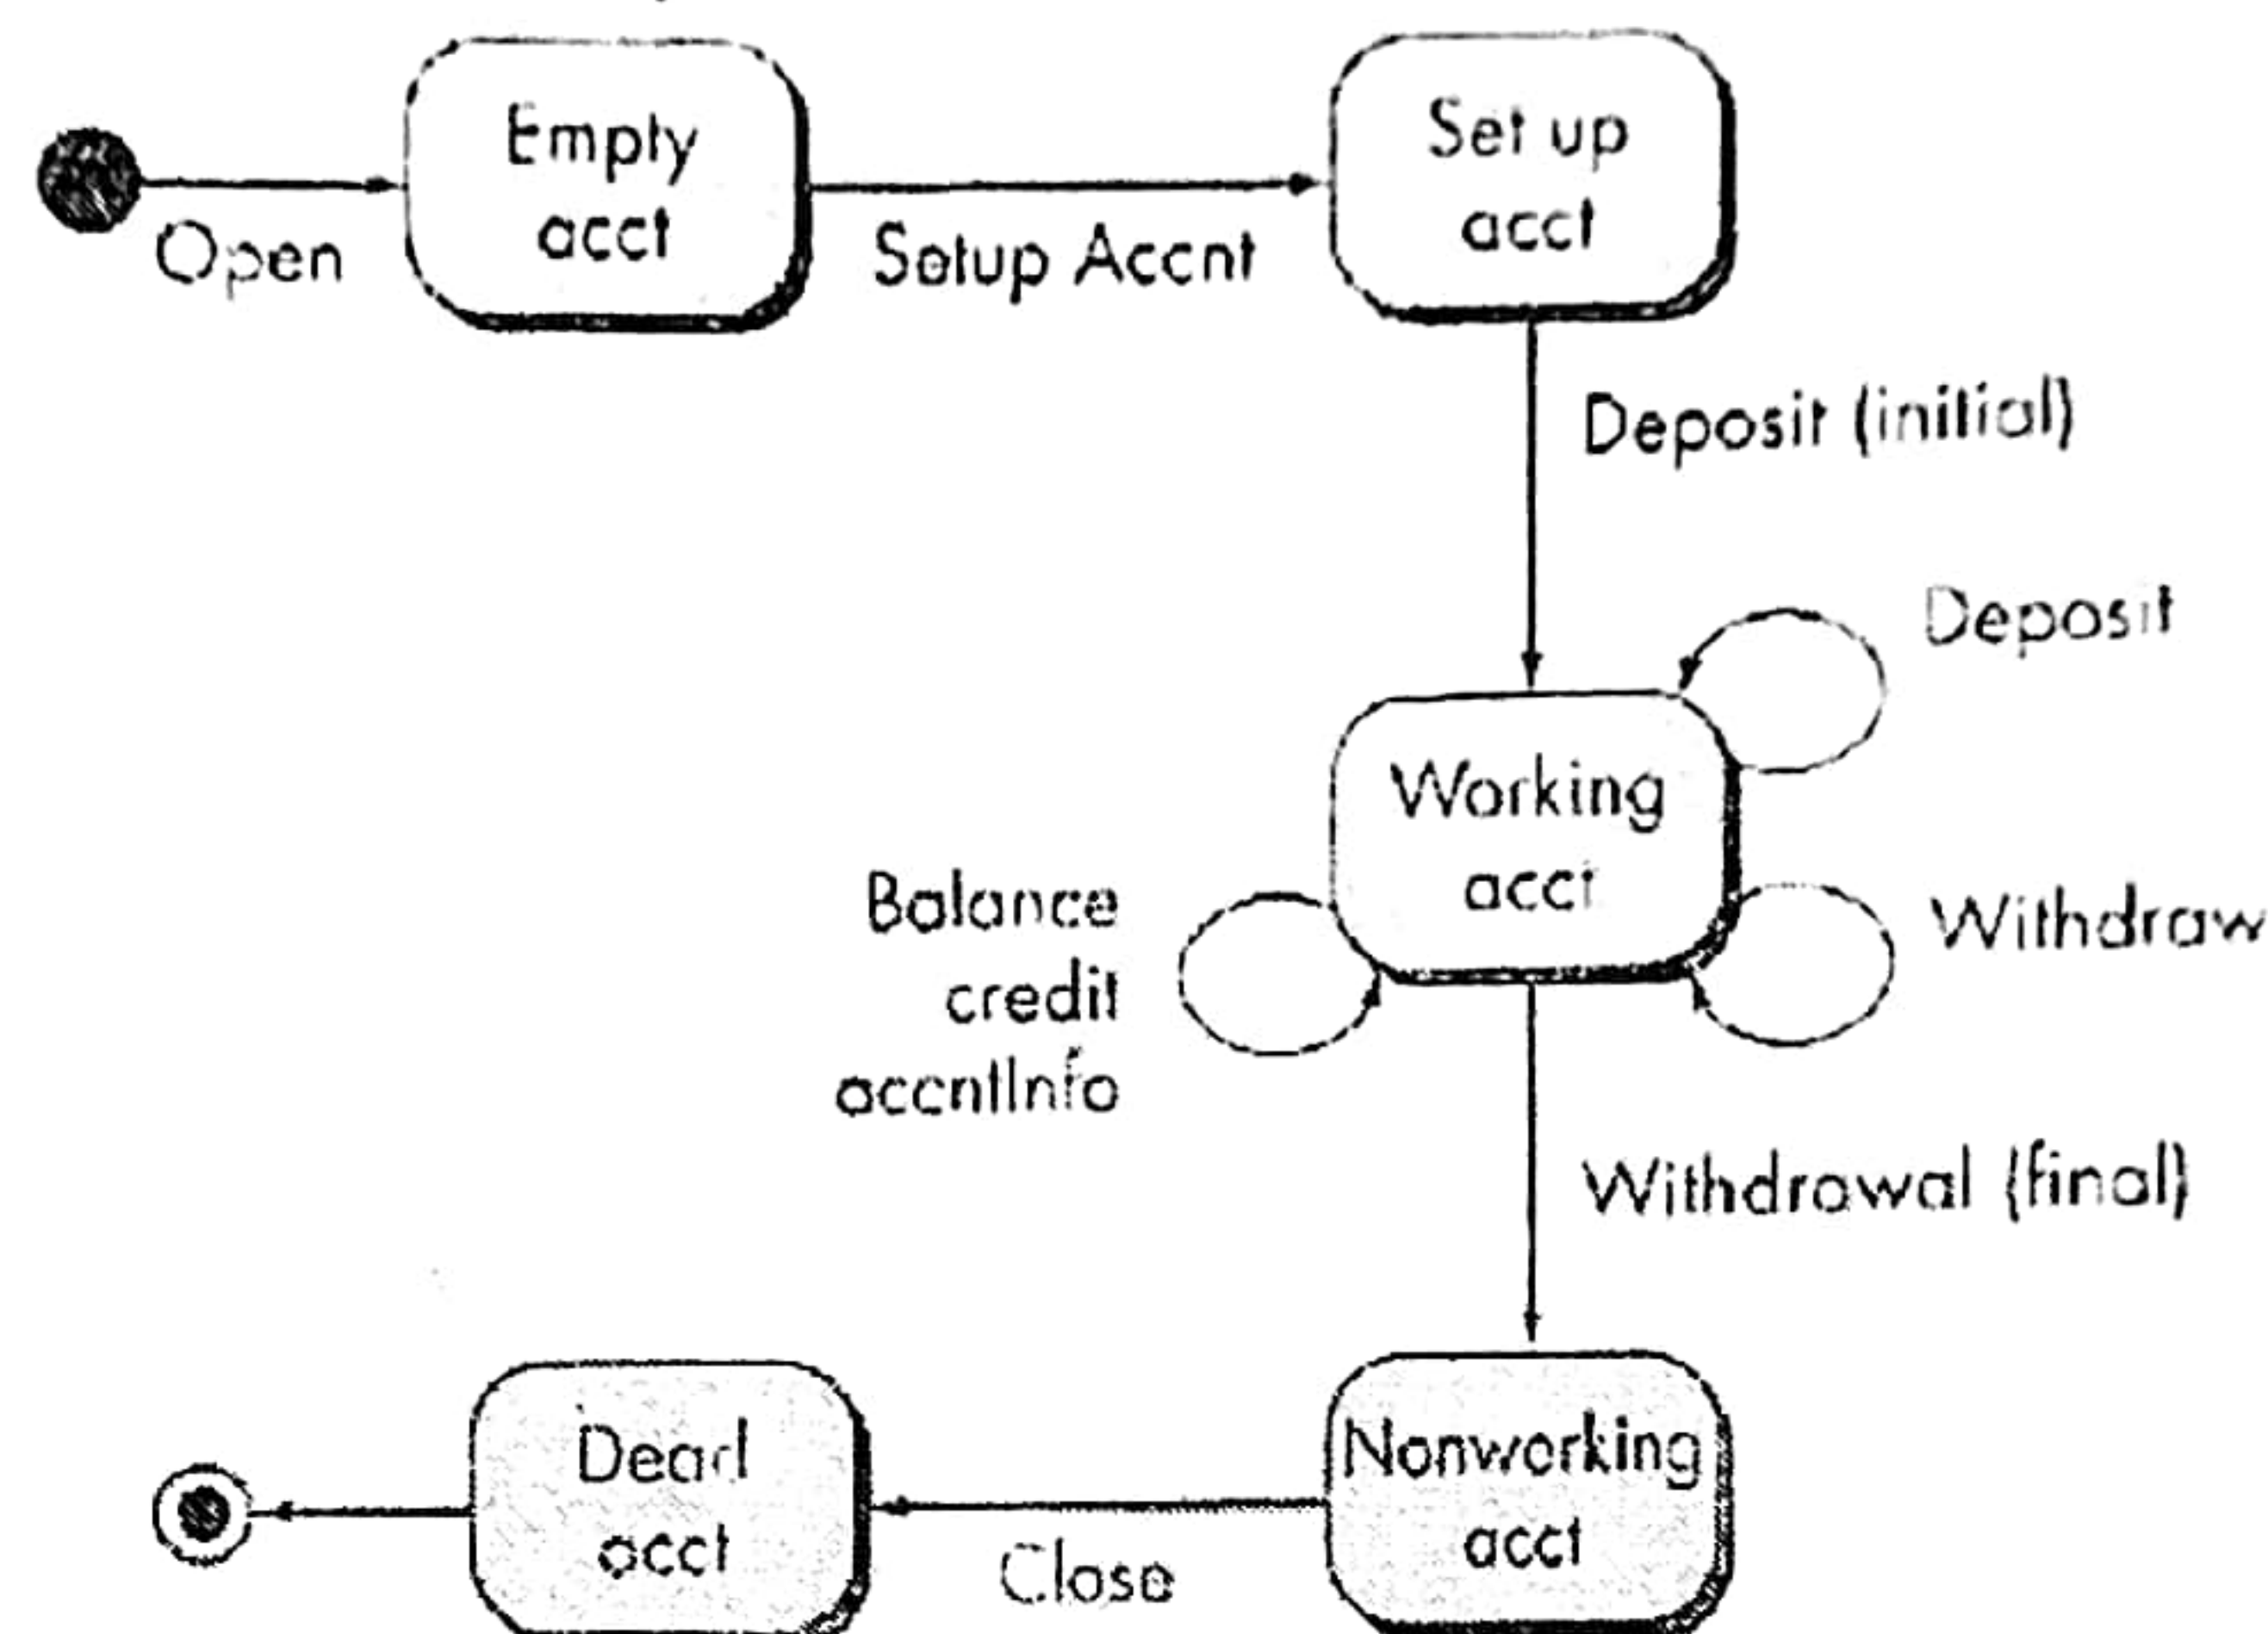 Empty
acct
Set up
acct
Open
Setup Accnt
Deposit (initial)
Deposit
Working
acct
Withdraw
Balance
credit
accntInfo
Withdrawal (final)
Dead
acct
Nonworking
acct
Close